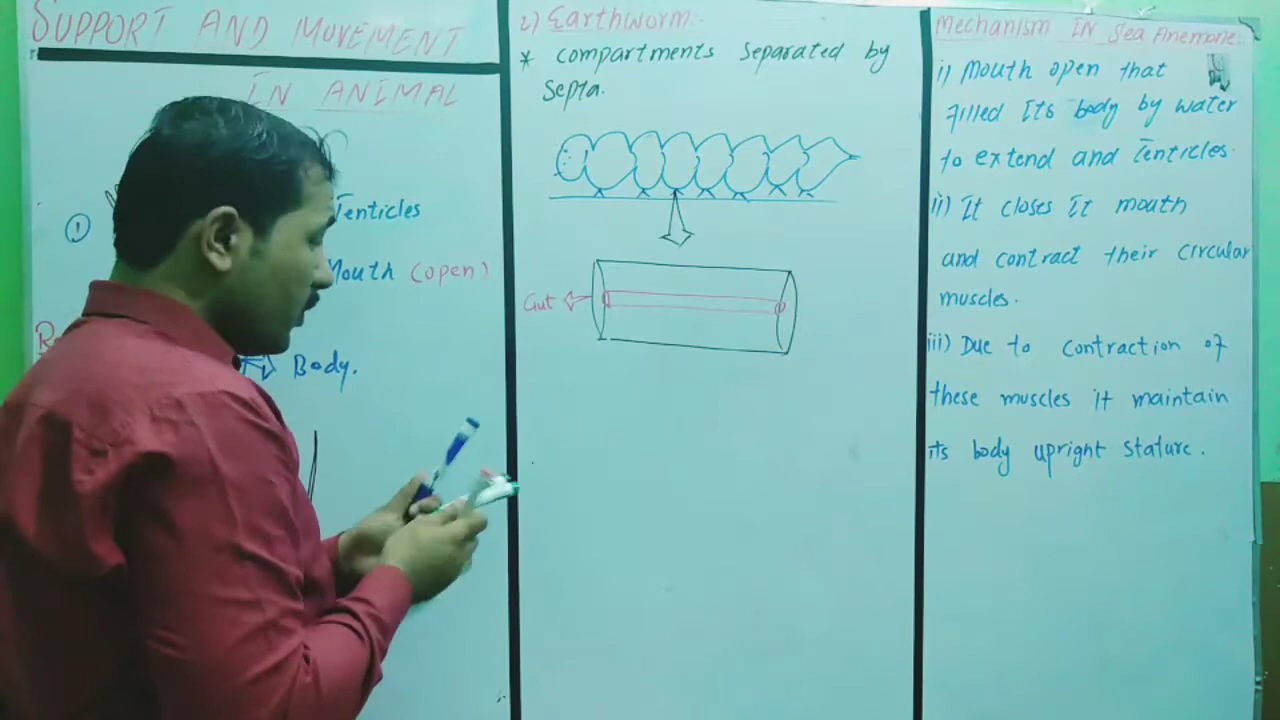 SUPPORT AND MOVEMENT
IN ANIMAL
①
Tenticles
Mouth (open)
Body.
2) Earthworm:-
* compartments separated by
septa.
Gut
Mechanism IN Sea Anemone:-
i) Mouth open that
filled Its body by water
to extend and Tenticles.
ii) It closes It mouth
and contract their circular
muscles.
iii) Due to contraction of
these muscles it maintain
its body upright stature.